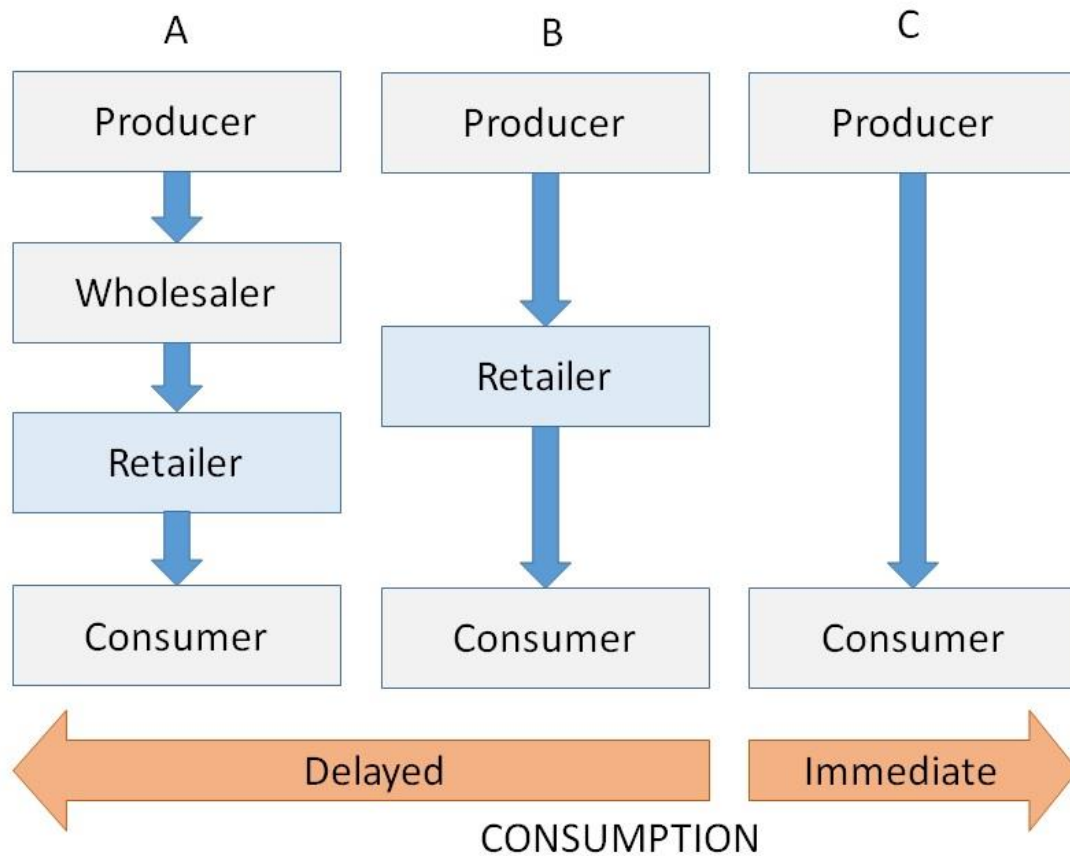 A
B
C
Producer
Producer
Producer
Wholesaler
Retailer
Retailer
Consumer
Consumer
Consumer
Delayed
Immediate
CONSUMPTION